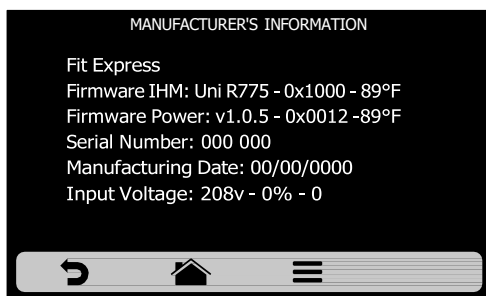 MANUFACTURER'S INFORMATION
Fit Express
Firmware IHM: Uni R775 - 0x1000 - 89°F
Firmware Power: v1.0.5 - 0x0012 -89°F
Serial Number: 000 000
Manufacturing Date: 00/00/0000
Input Voltage: 208v - 0% - 0